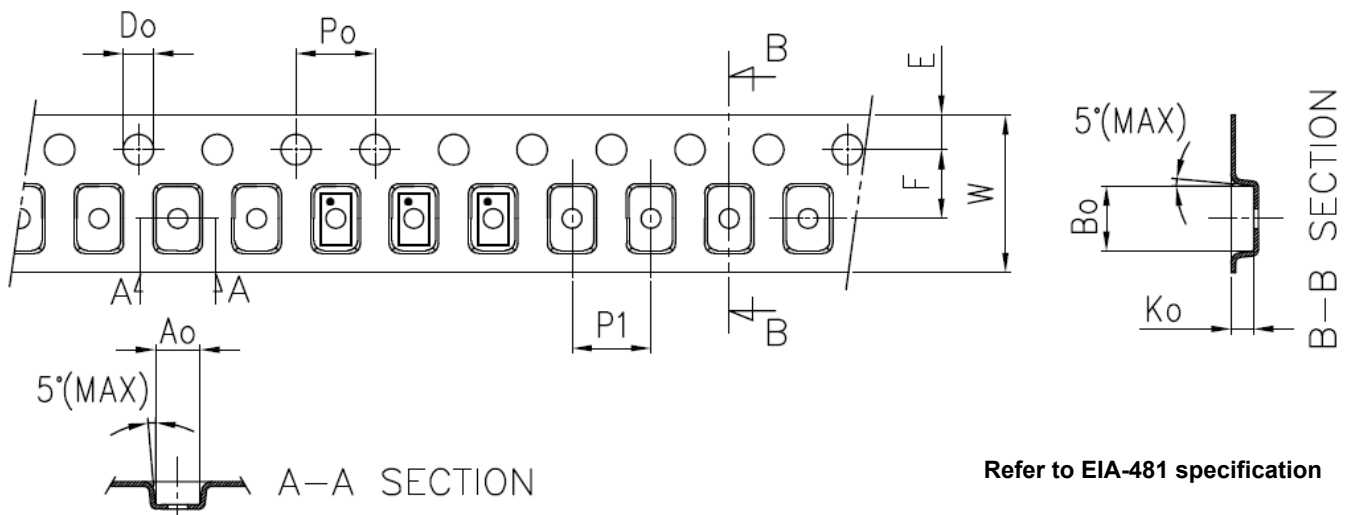 Do
Po
B
E
5°(MAX)
F
W
Bo
B-B SECTION
A
A
Ko
P1
B
Ao
5°(MAX)
A-A SECTION
Refer to EIA-481 specification